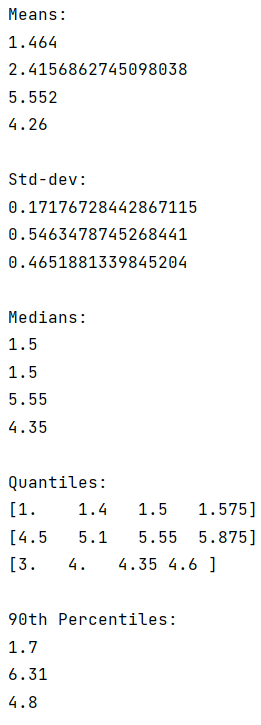 Means:
1.464
2.4156862745098038
5.552
4.26
Std-dev:
0.17176728442867115
0.5463478745268441
0.4651881339845204
Medians:
1.5
1.5
5.55
4.35
Quantiles:
[1.    1.4   1.5   1.575]
[4.5   5.1   5.55  5.875]
[3.   4.   4.35 4.6 ]
90th Percentiles:
1.7
6.31
4.8